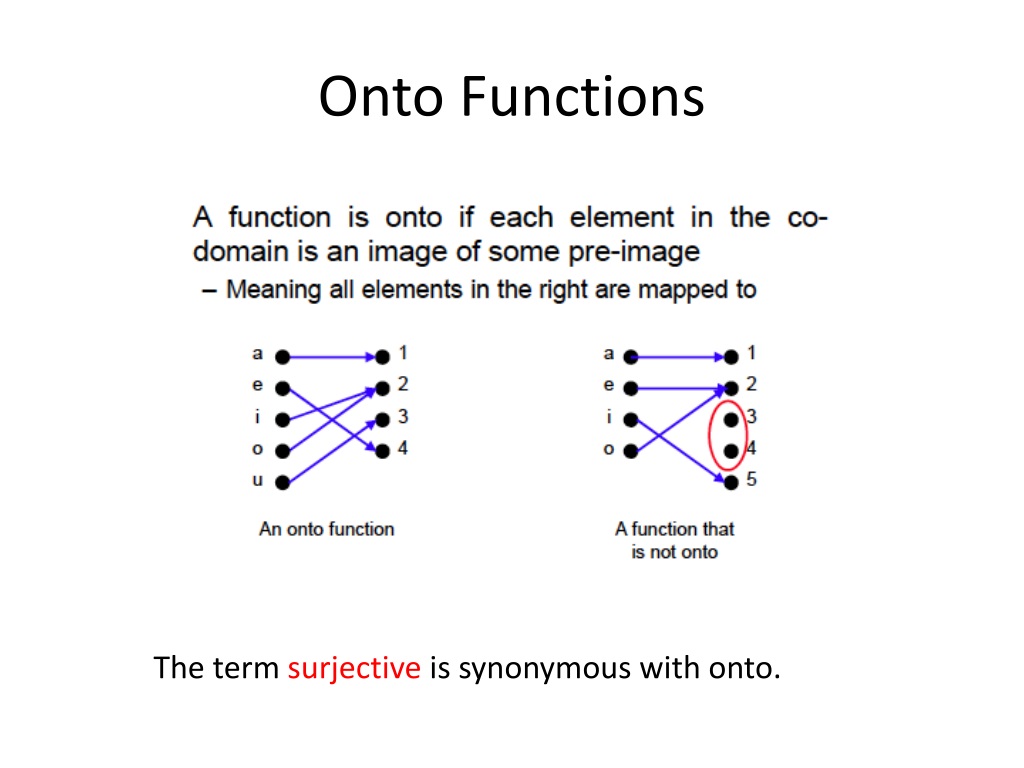 Onto Functions
A function is onto if each element in the co-
domain is an image of some pre-image
– Meaning all elements in the right are mapped to
a 1
e 2
i 3
o 4
u
a 1
e 2
i 3
o 4
5
An onto function
A function that
is not onto
The term surjective is synonymous with onto.